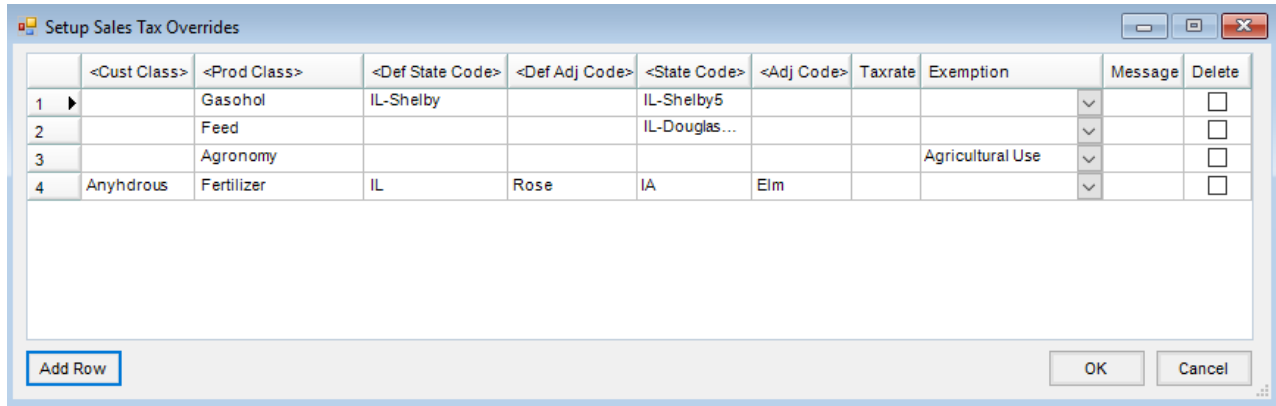 Setup Sales Tax Overrides
<Cust Class> <Prod Class> <Def State Code> <Def Adj Code> <State Code> <Adj Code> Taxrate Exemption Message Delete
1 Gasohol IL-Shelby IL-Shelby5
2 Feed IL-Douglas...
3 Agronomy Agricultural Use
4 Anyhdrous Fertilizer IL Rose IA Elm
Add Row OK Cancel